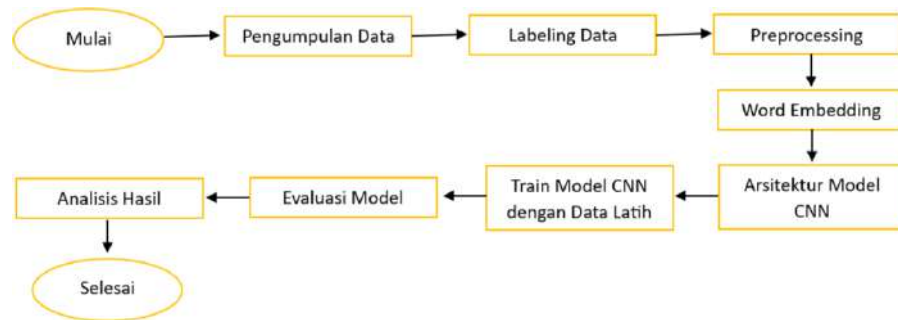 Mulai
Pengumpulan Data
Labeling Data
Preprocessing
Word Embedding
Arsitektur Model
CNN
Train Model CNN
dengan Data Latih
Evaluasi Model
Analisis Hasil
Selesai